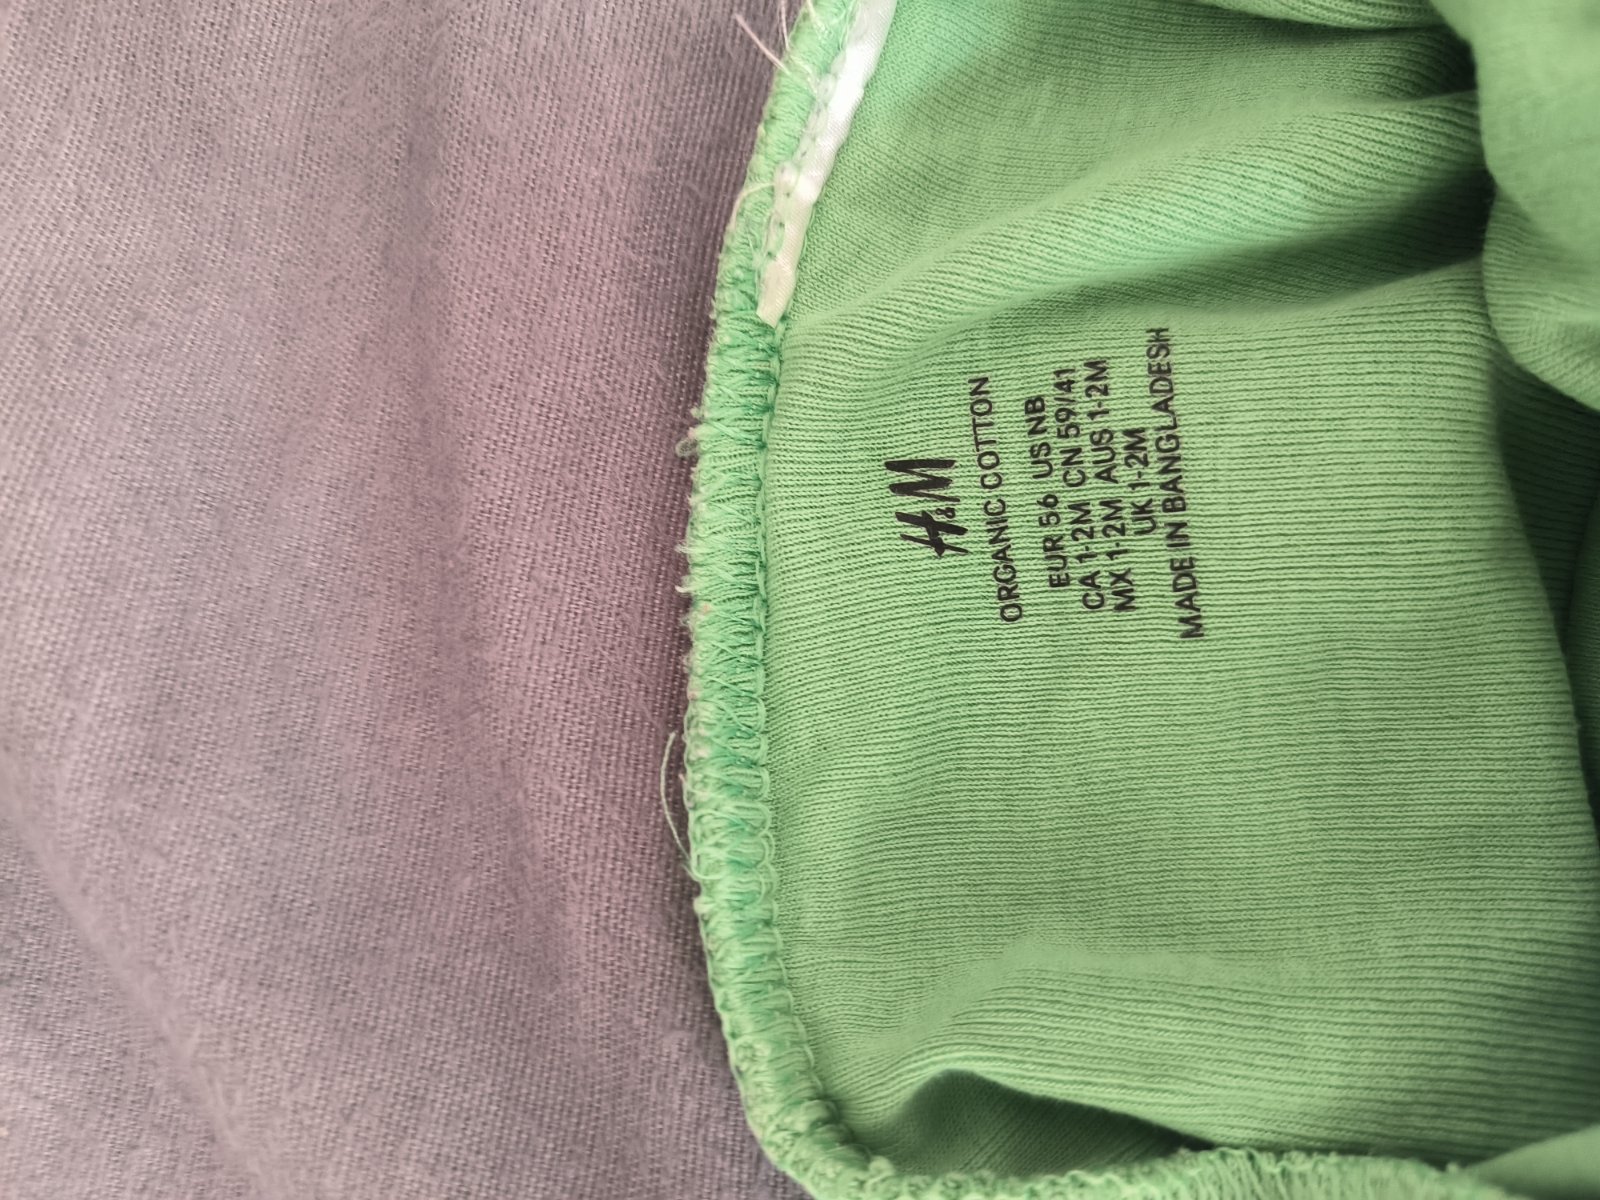 H&M
ORGANIC COTTON
EUR 56 US NB
CA 1-2M CN 59/41
MX 1-2M AUS 1-2M
UK 1-2M
MADE IN BANGLADESH